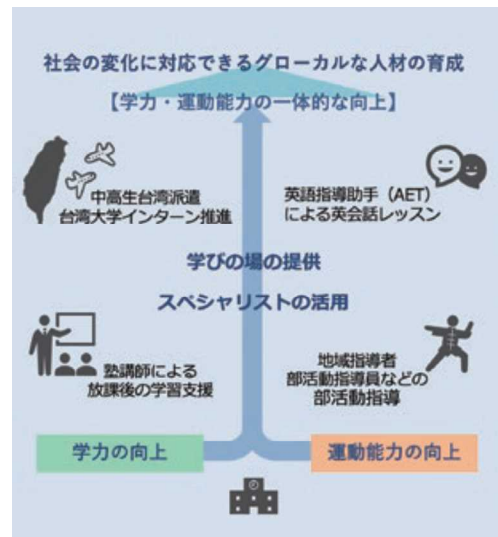 社会の変化に対応できるグローカルな人材の育成
【学力・運動能力の一体的な向上】
中高生台湾派遣
台湾大学インターン推進
英語指導助手（AET）
による英会話レッスン
学びの場の提供
スペシャリストの活用
塾講師による
放課後の学習支援
地域指導者
部活動指導員などの
部活動指導
学力の向上
運動能力の向上